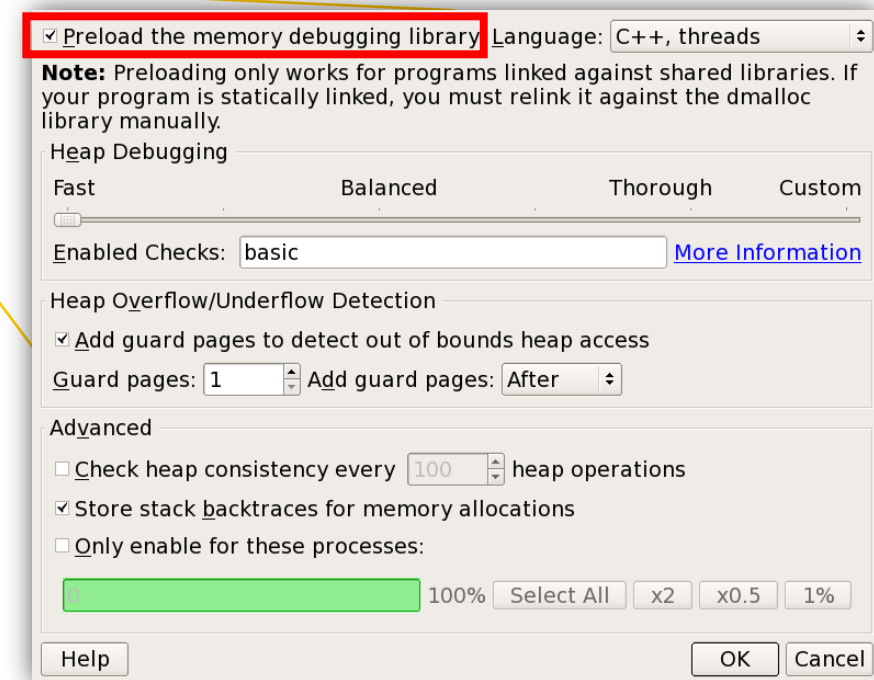 Preload the memory debugging library Language: C++, threads
Note: Preloading only works for programs linked against shared libraries. If
your program is statically linked, you must relink it against the dmalloc
library manually.
Heap Debugging
Fast Balanced Thorough Custom
Enabled Checks: basic More Information
Heap Overflow/Underflow Detection
Add guard pages to detect out of bounds heap access
Guard pages: 1 Add guard pages: After
Advanced
Check heap consistency every 100 heap operations
Store stack backtraces for memory allocations
Only enable for these processes:
0 100% Select All x2 x0.5 1%
Help OK Cancel